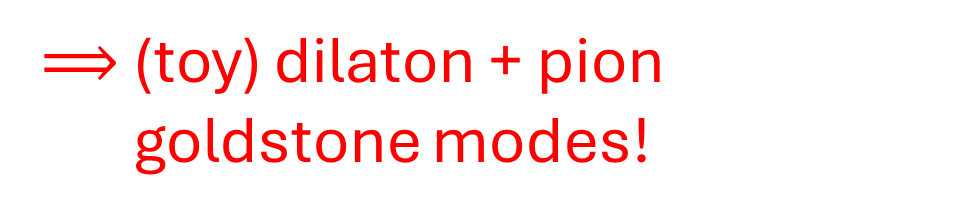 ⟹ (toy) dilaton + pion
goldstone modes!